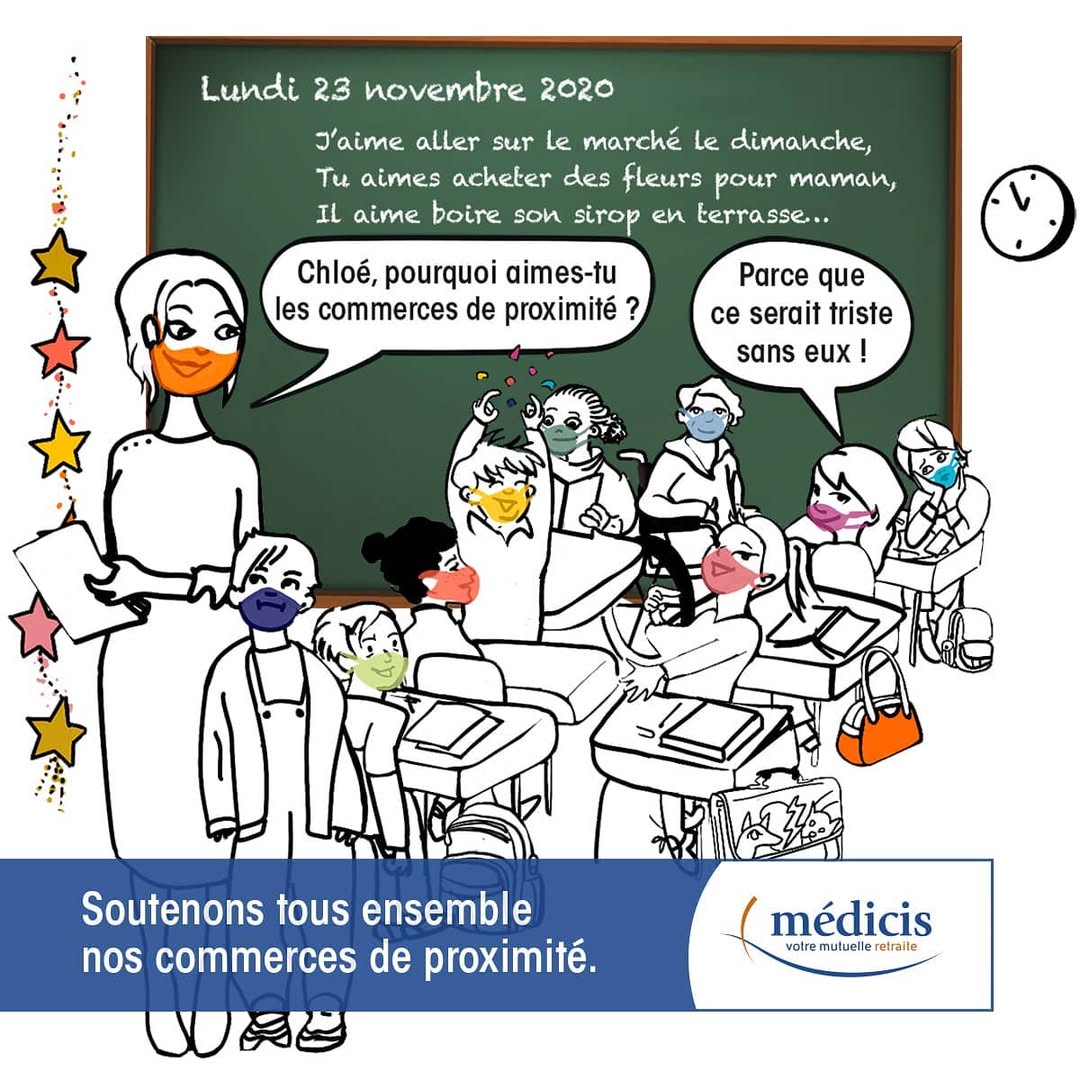 Lundi 23 novembre 2020
J'aime aller sur le marché le dimanche,
Tu aimes acheter des fleurs pour maman,
Il aime boire son sirop en terrasse...
Chloé, pourquoi aimes-tu
les commerces de proximité ?
Parce que
ce serait triste
sans eux !
Soutenons tous ensemble
nos commerces de proximité.
médicis
votre mutuelle retraite